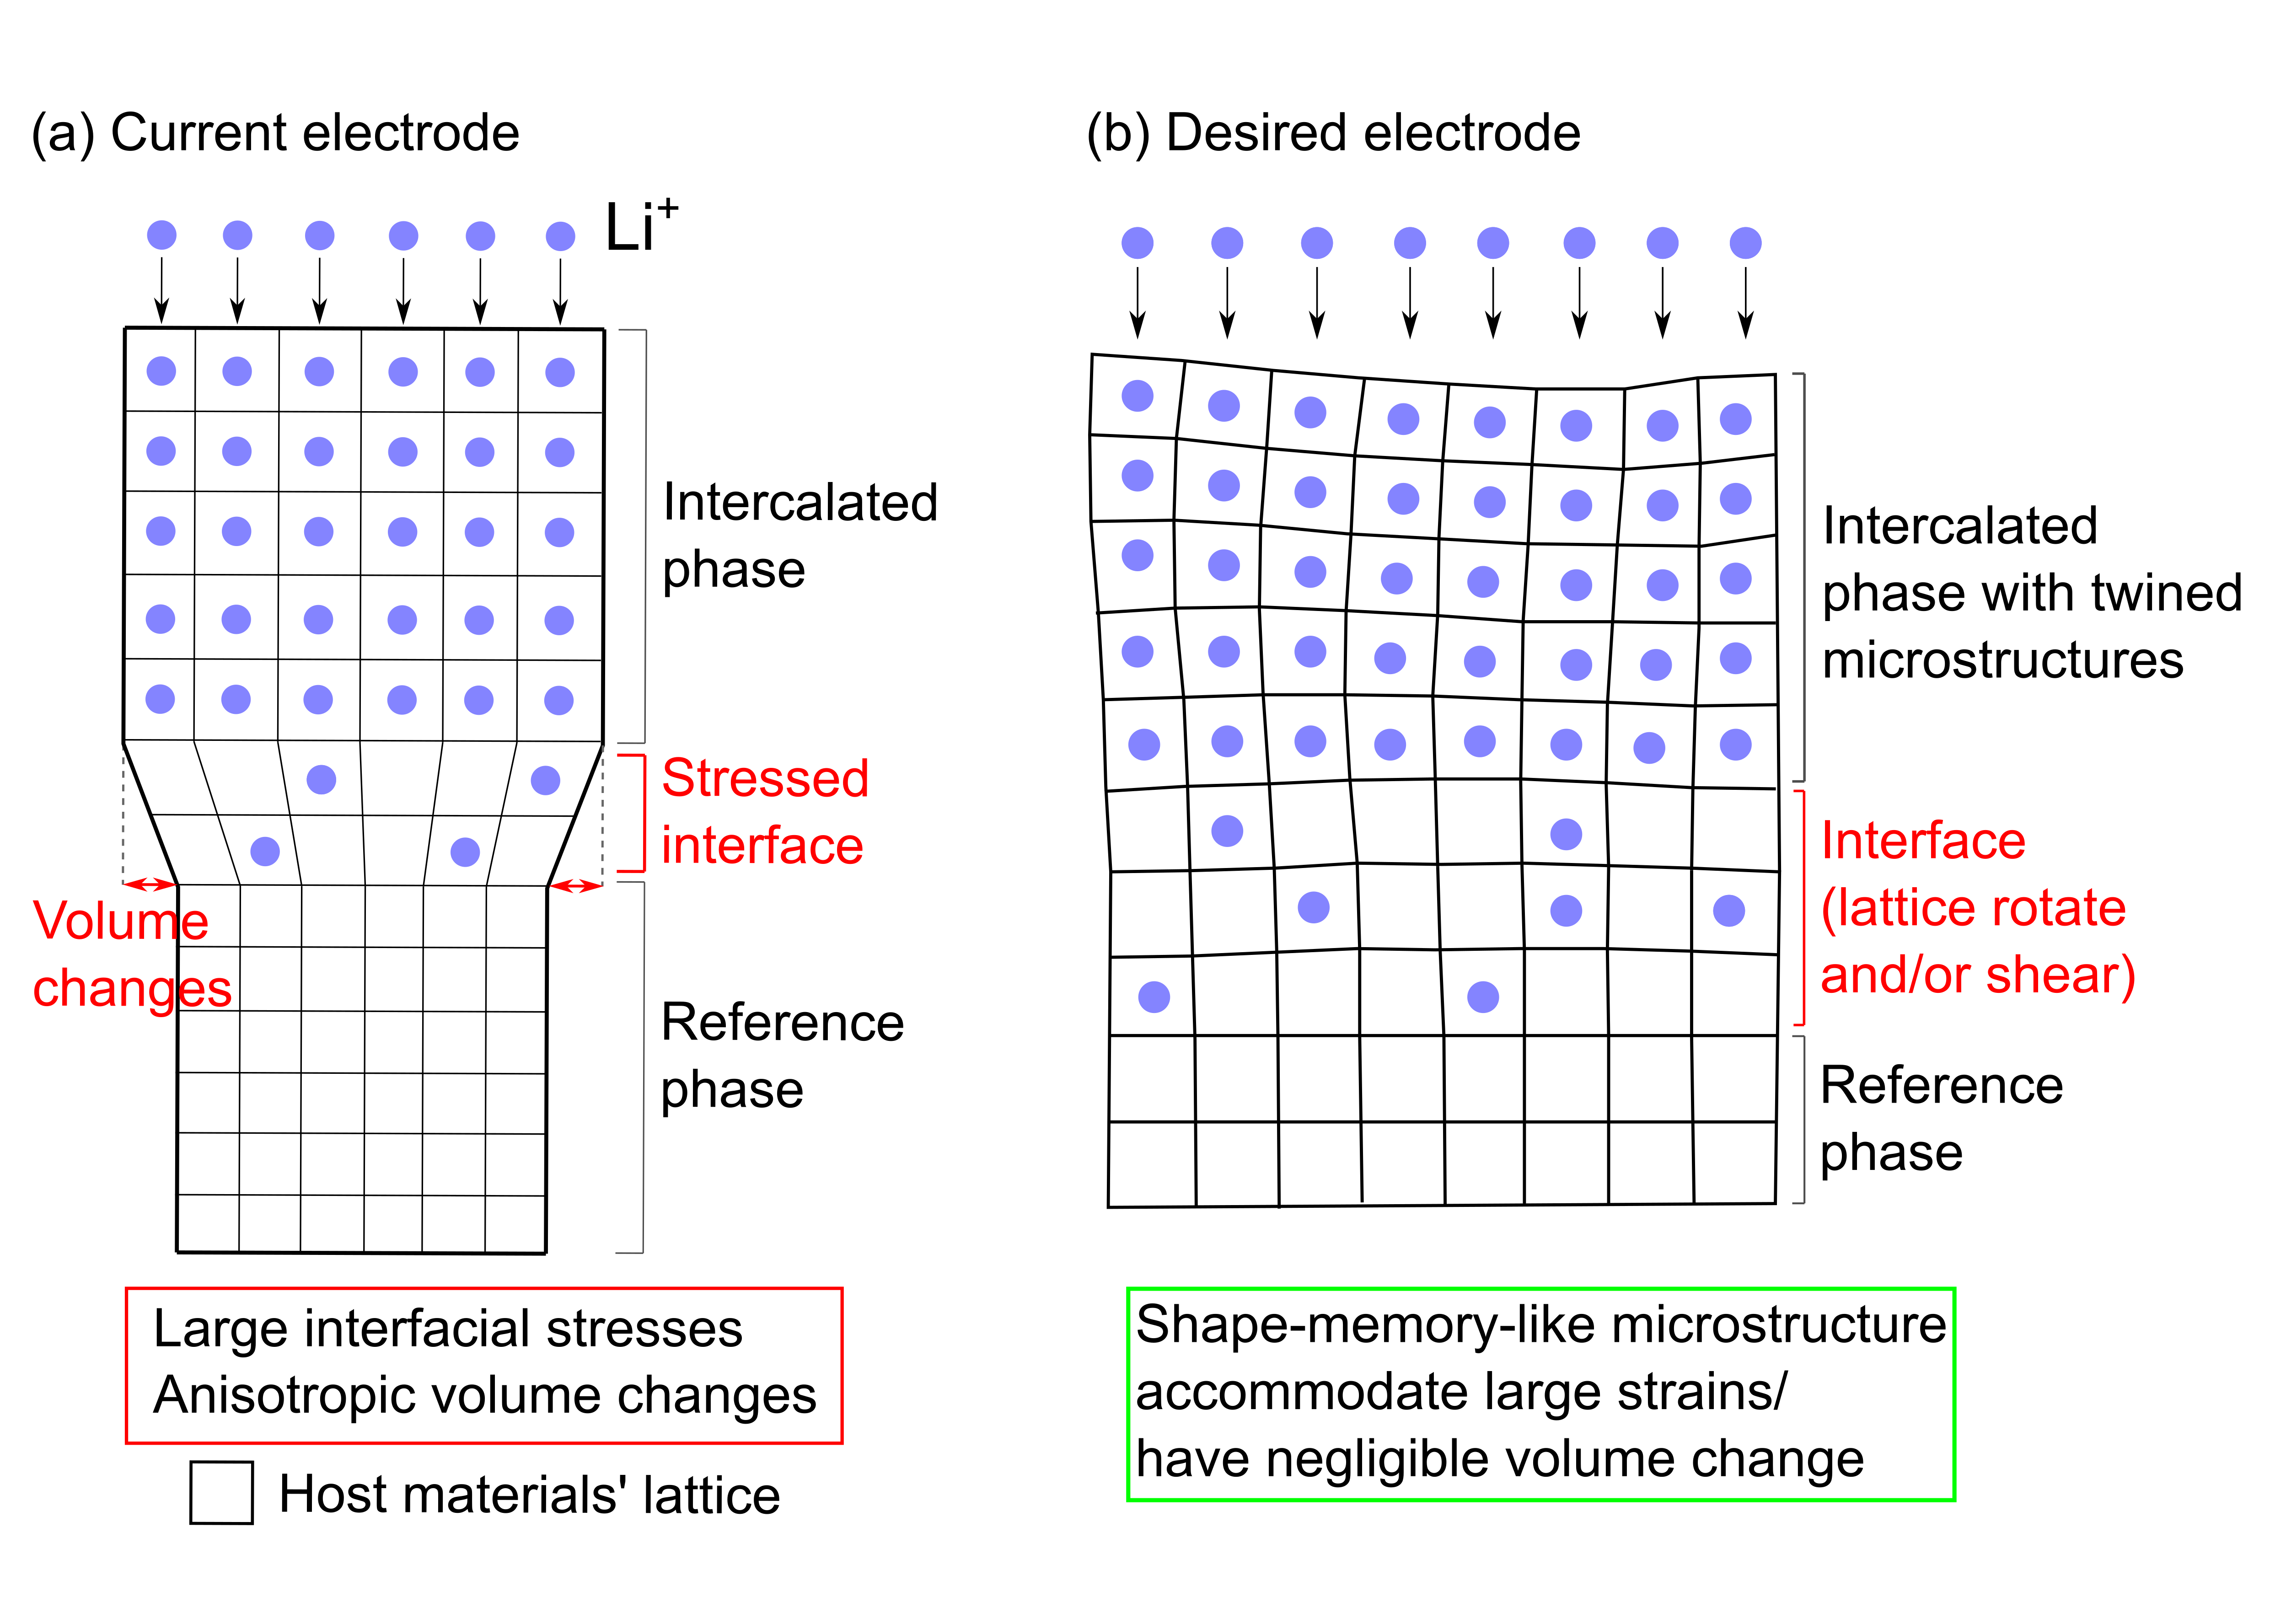 (a) Current electrode
Li⁺
Intercalated
phase
Stressed
interface
Volume
changes
Reference
phase
Large interfacial stresses
Anisotropic volume changes
Host materials' lattice
(b) Desired electrode
Intercalated
phase with twined
microstructures
Interface
(lattice rotate
and/or shear)
Reference
phase
Shape-memory-like microstructure
accommodate large strains/
have negligible volume change